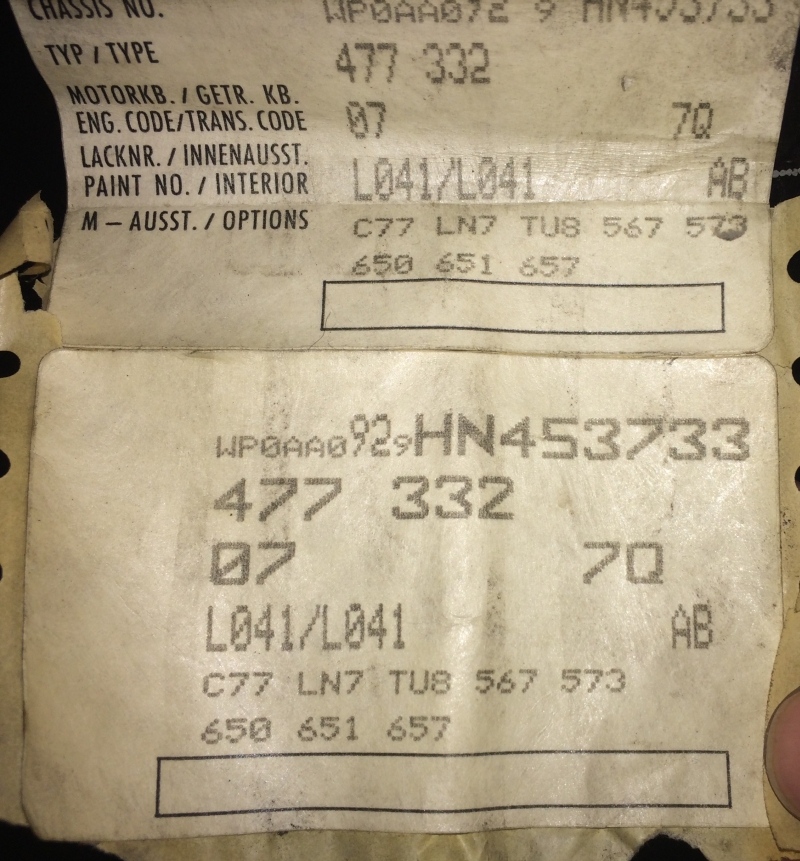 CHASSIS NO. WP0AA092 9 HN453733
TYP / TYPE 477 332
MOTORKB. / GETR. KB.
ENG. CODE/TRANS. CODE 07 7Q
LACKNR. / INNENAUSST.
PAINT NO. / INTERIOR L041/L041 AB
M – AUSST. / OPTIONS C77 LN7 TU8 567 573
650 651 657
WP0AA0929HN453733
477 332
07 7Q
L041/L041 AB
C77 LN7 TU8 567 573
650 651 657